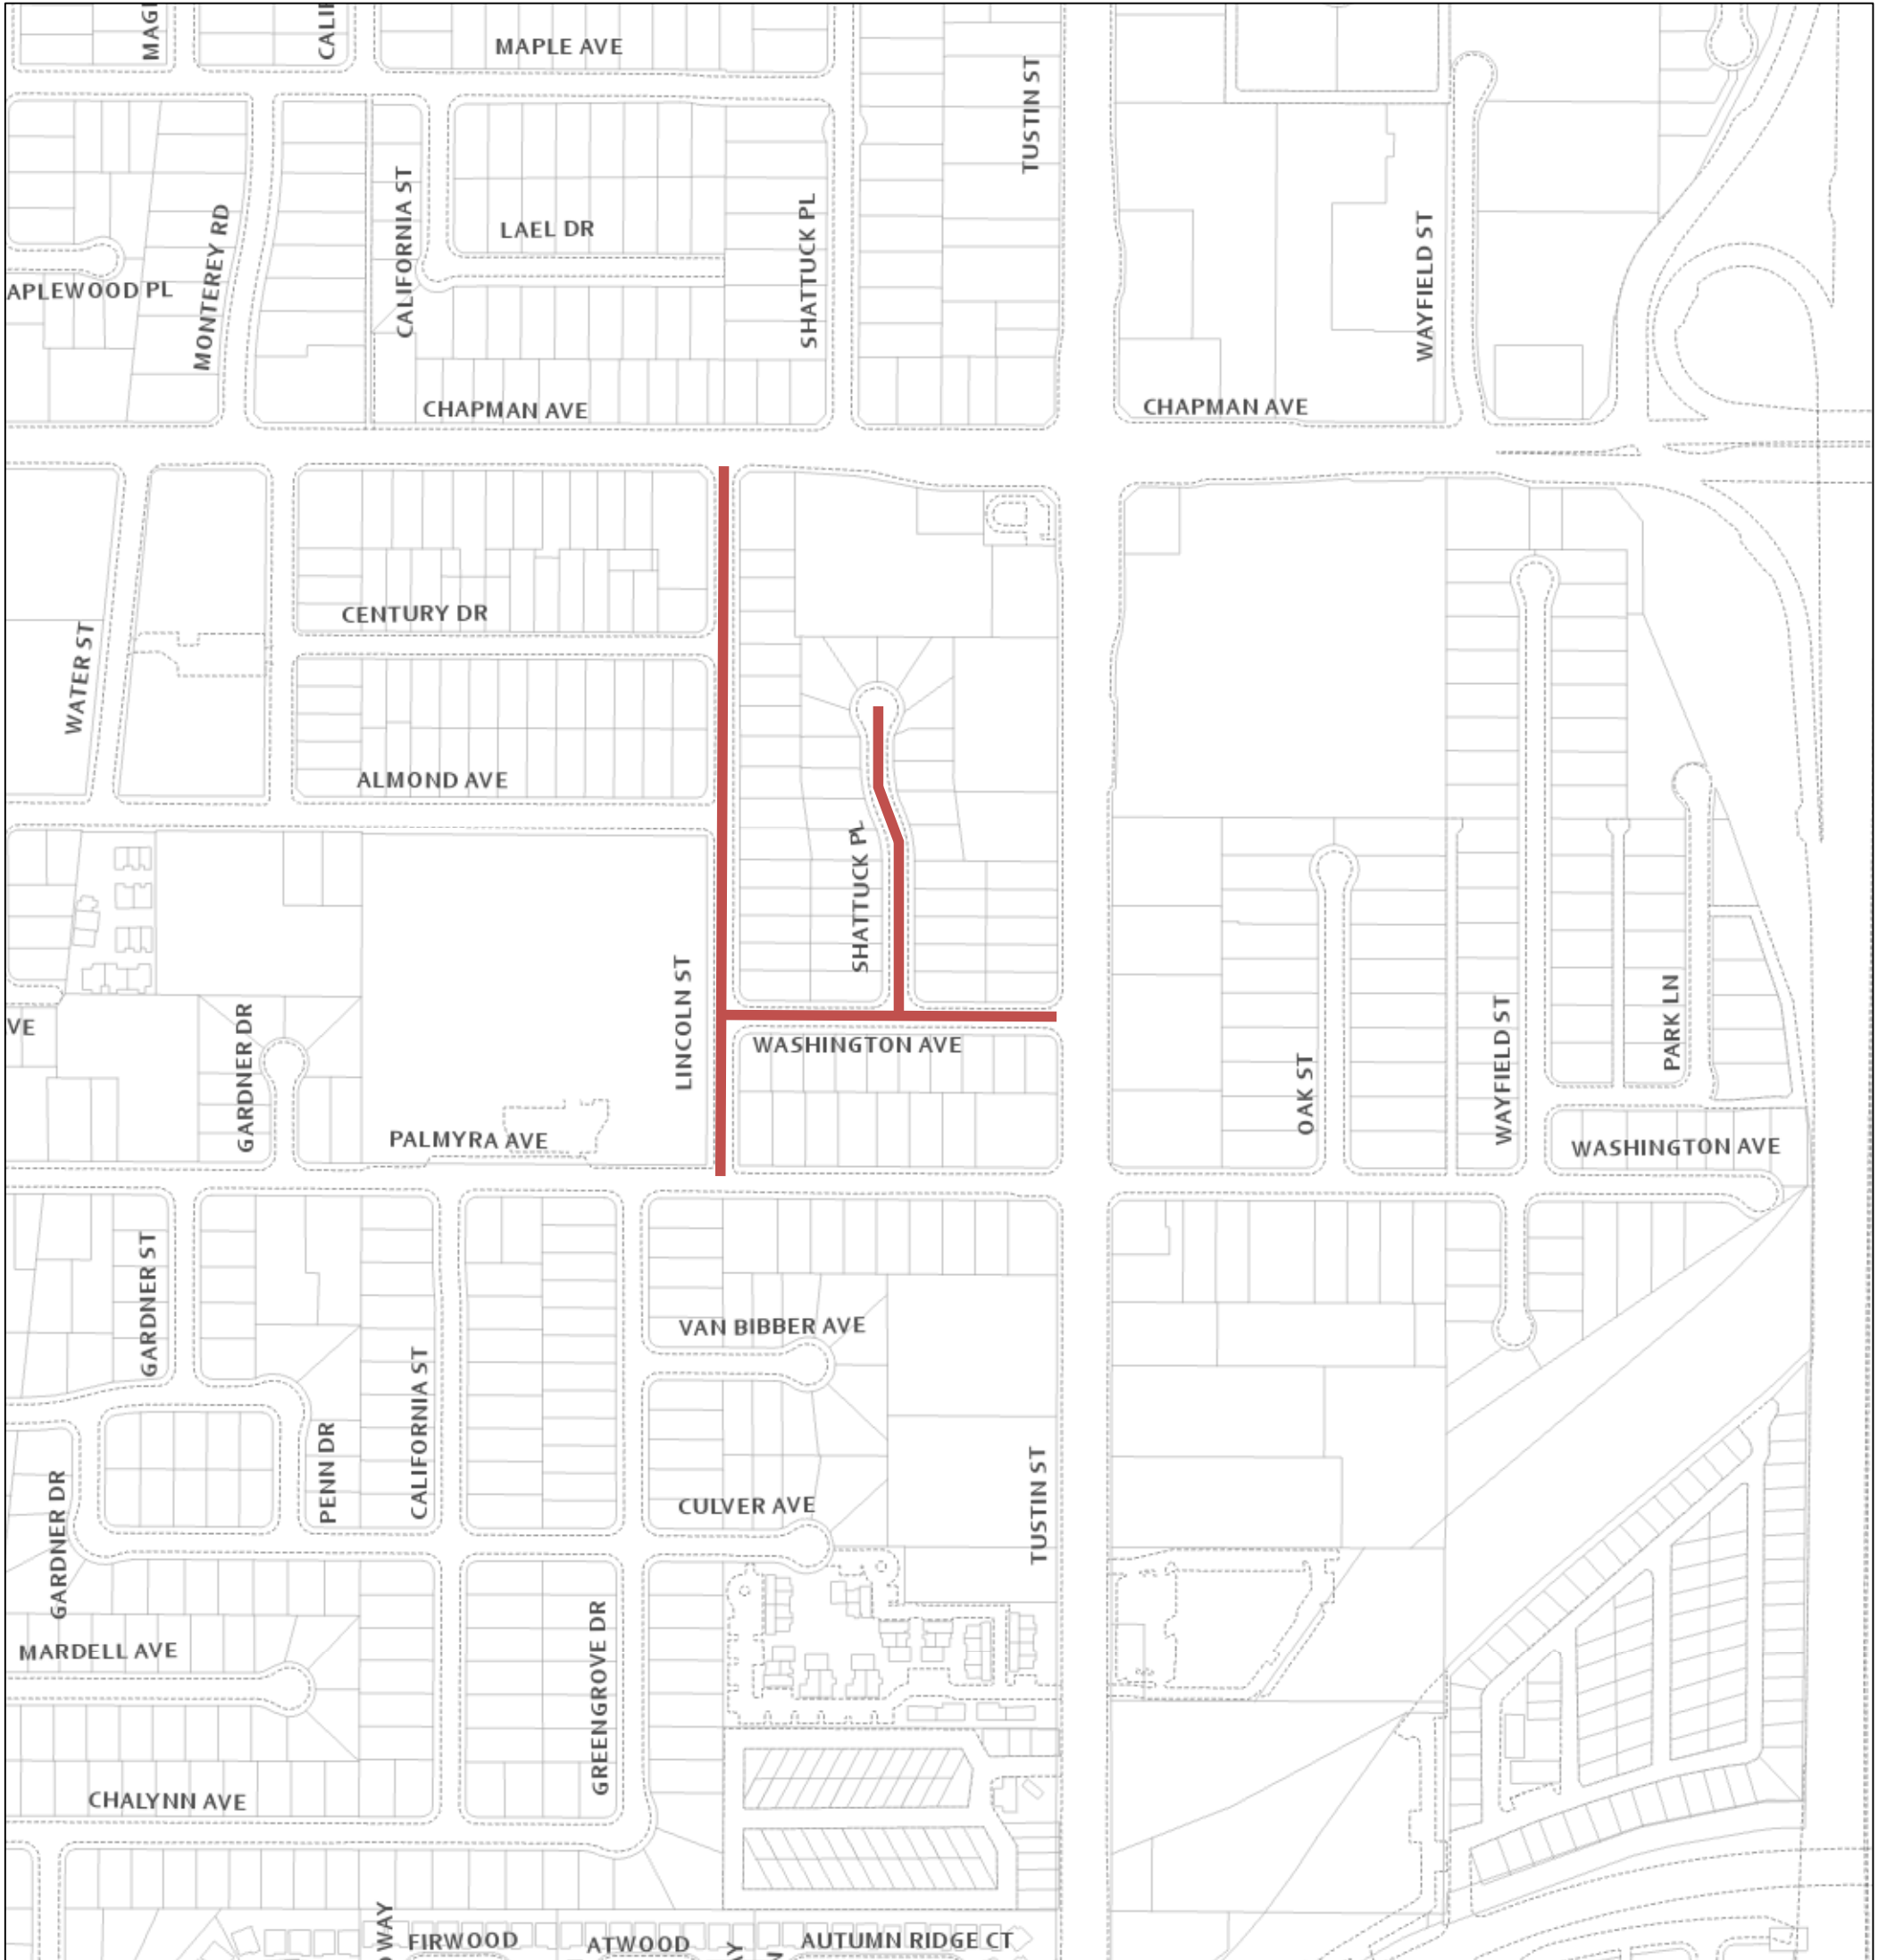 MAPLE AVE
TUSTIN ST
CALIFORNIA ST
SHATTUCK PL
MONTEREY RD
LAEL DR
WAYFIELD ST
APLEWOOD PL
CHAPMAN AVE
CHAPMAN AVE
CENTURY DR
WATER ST
ALMOND AVE
SHATTUCK PL
LINCOLN ST
VE
GARDNER DR
WASHINGTON AVE
PARK LN
WAYFIELD ST
OAK ST
PALMYRA AVE
WASHINGTON AVE
GARDNER ST
VAN BIBBER AVE
CALIFORNIA ST
PENN DR
GARDNER DR
CULVER AVE
TUSTIN ST
MARDELL AVE
GREENGROVE DR
CHALYNN AVE
FIRWOOD
ATWOOD
AUTUMN RIDGE CT